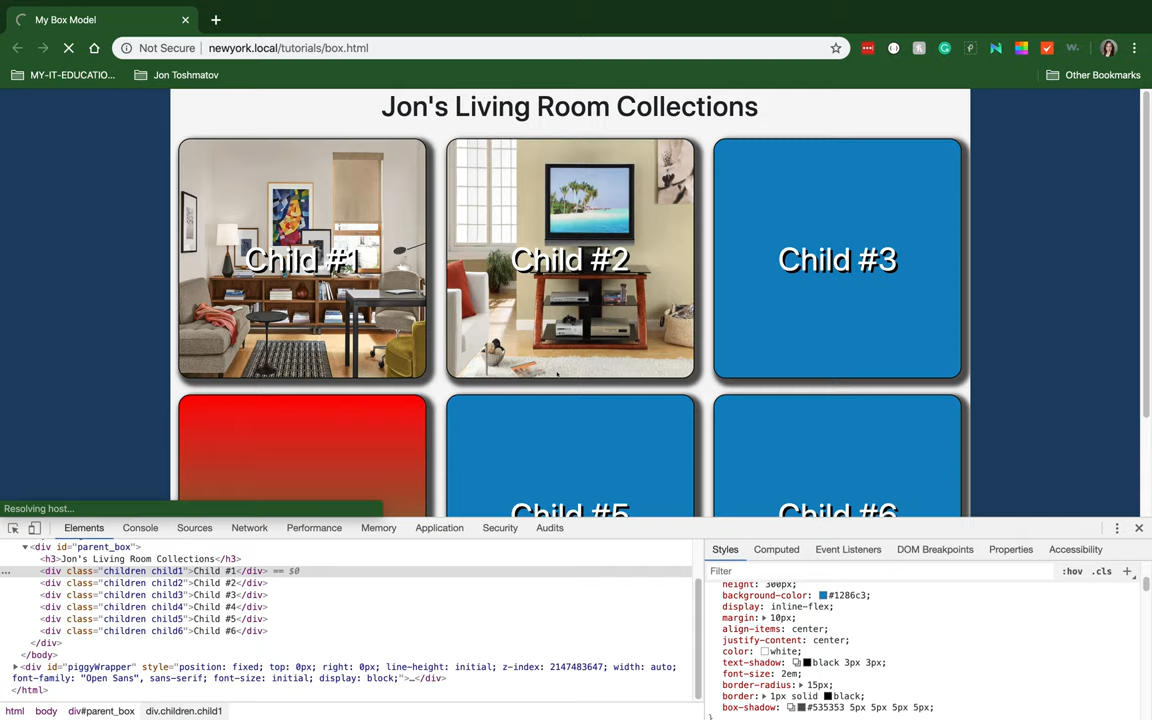 My Box Model
Not Secure newyork.local/tutorials/box.html
MY-IT-EDUCATIO... Jon Toshmatov Other Bookmarks
Jon's Living Room Collections
Child #1 Child #2 Child #3
Child #5 Child #6
Resolving host...
Elements Console Sources Network Performance Memory Application Security Audits
<div id="parent_box">
<h3>Jon's Living Room Collections</h3>
... <div class="children child1">Child #1</div> == $0
<div class="children child2">Child #2</div>
<div class="children child3">Child #3</div>
<div class="children child4">Child #4</div>
<div class="children child5">Child #5</div>
<div class="children child6">Child #6</div>
</div>
</body>
<div id="piggyWrapper" style="position: fixed; top: 0px; right: 0px; line-height: initial; z-index: 2147483647; width: auto;
font-family: "Open Sans", sans-serif; font-size: initial; display: block;">…</div>
</html>
html body div#parent_box div.children.child1
Styles Computed Event Listeners DOM Breakpoints Properties Accessibility
Filter :hov .cls +
height: 300px;
background-color: #1286c3;
display: inline-flex;
margin: 10px;
align-items: center;
justify-content: center;
color: white;
text-shadow: black 3px 3px;
font-size: 2em;
border-radius: 15px;
border: 1px solid black;
box-shadow: #535353 5px 5px 5px 5px;
}